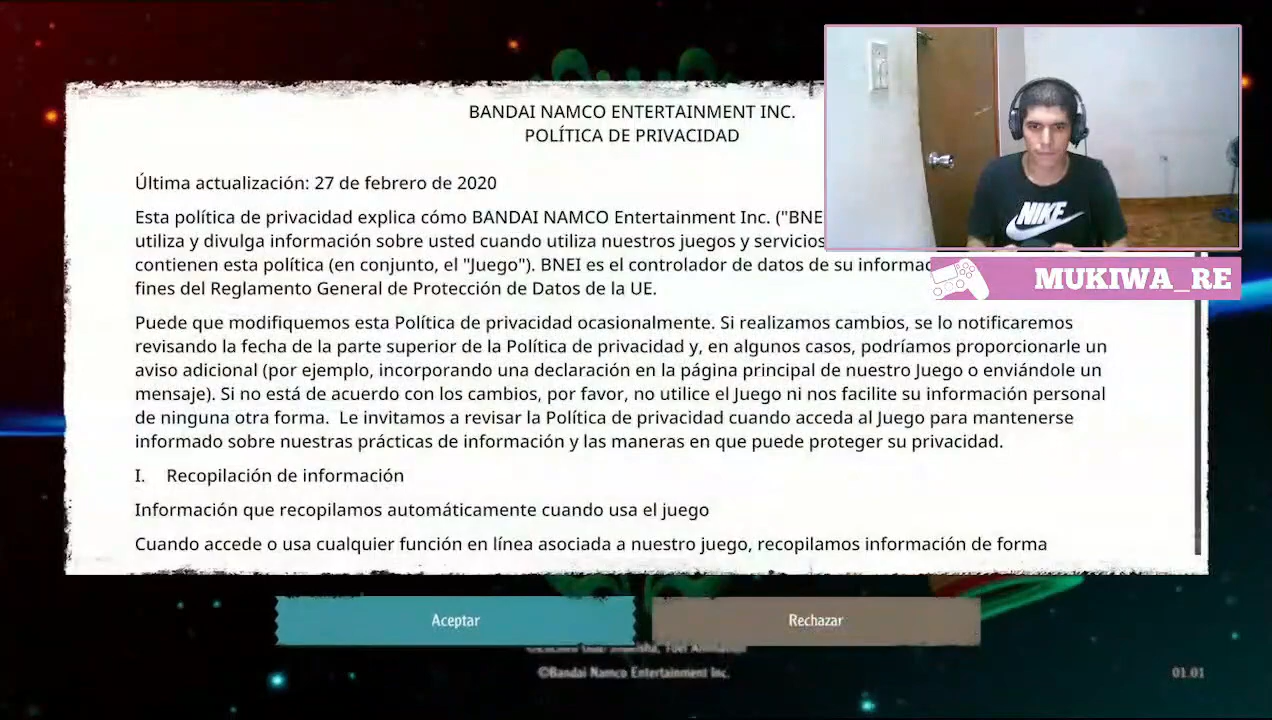 BANDAI NAMCO ENTERTAINMENT INC.
POLÍTICA DE PRIVACIDAD
Última actualización: 27 de febrero de 2020
Esta política de privacidad explica cómo BANDAI NAMCO Entertainment Inc. ("BNE
utiliza y divulga información sobre usted cuando utiliza nuestros juegos y servicios
contienen esta política (en conjunto, el "Juego"). BNEI es el controlador de datos de su informac
fines del Reglamento General de Protección de Datos de la UE.
Puede que modifiquemos esta Política de privacidad ocasionalmente. Si realizamos cambios, se lo notificaremos
revisando la fecha de la parte superior de la Política de privacidad y, en algunos casos, podríamos proporcionarle un
aviso adicional (por ejemplo, incorporando una declaración en la página principal de nuestro Juego o enviándole un
mensaje). Si no está de acuerdo con los cambios, por favor, no utilice el Juego ni nos facilite su información personal
de ninguna otra forma. Le invitamos a revisar la Política de privacidad cuando acceda al Juego para mantenerse
informado sobre nuestras prácticas de información y las maneras en que puede proteger su privacidad.
I. Recopilación de información
Información que recopilamos automáticamente cuando usa el juego
Cuando accede o usa cualquier función en línea asociada a nuestro juego, recopilamos información de forma
NIKE
MUKIWA_RE
Aceptar
Rechazar
©Bandai Namco Entertainment Inc.
01.01